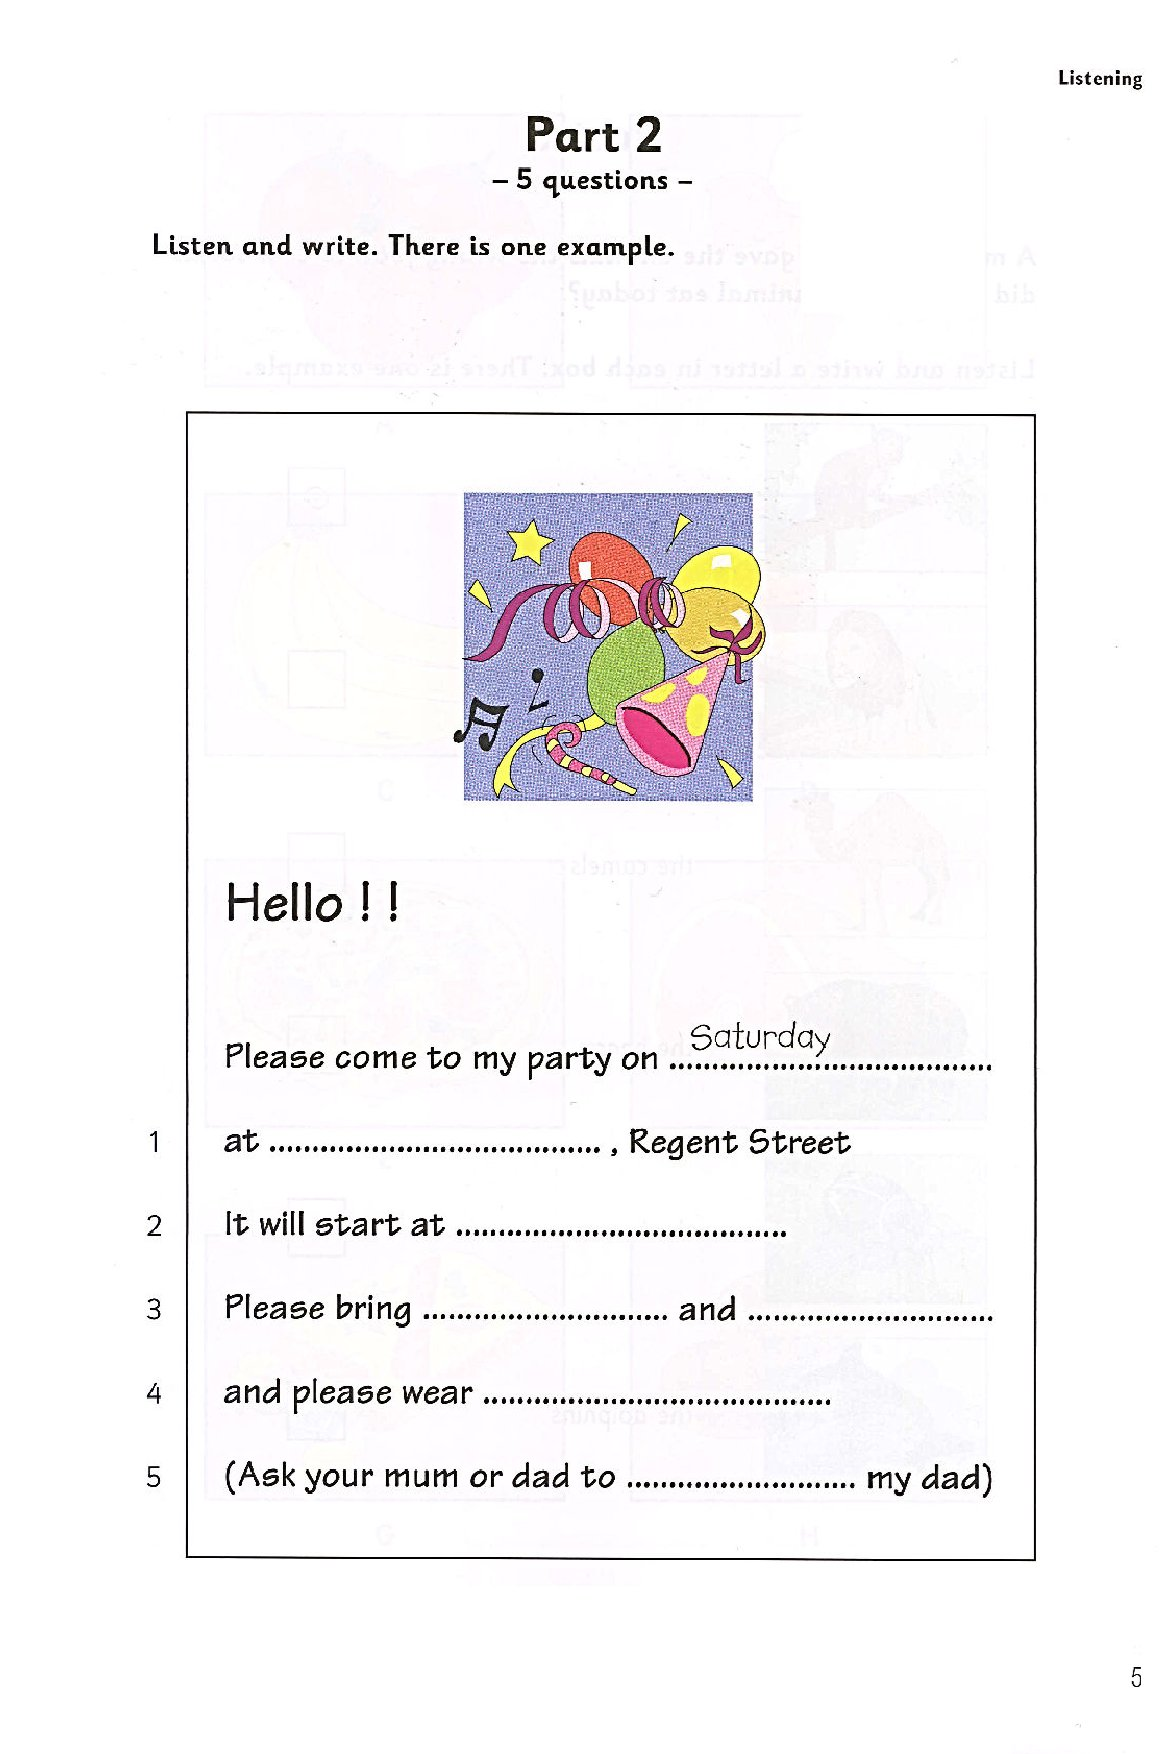 Listening
Part 2
– 5 questions –
Listen and write. There is one example.
Hello ! !
Please come to my party on Saturday ......................................
1 at ...................................... , Regent Street
2 It will start at ......................................
3 Please bring ............................ and ............................
4 and please wear ........................................
5 (Ask your mum or dad to .......................... my dad)
5